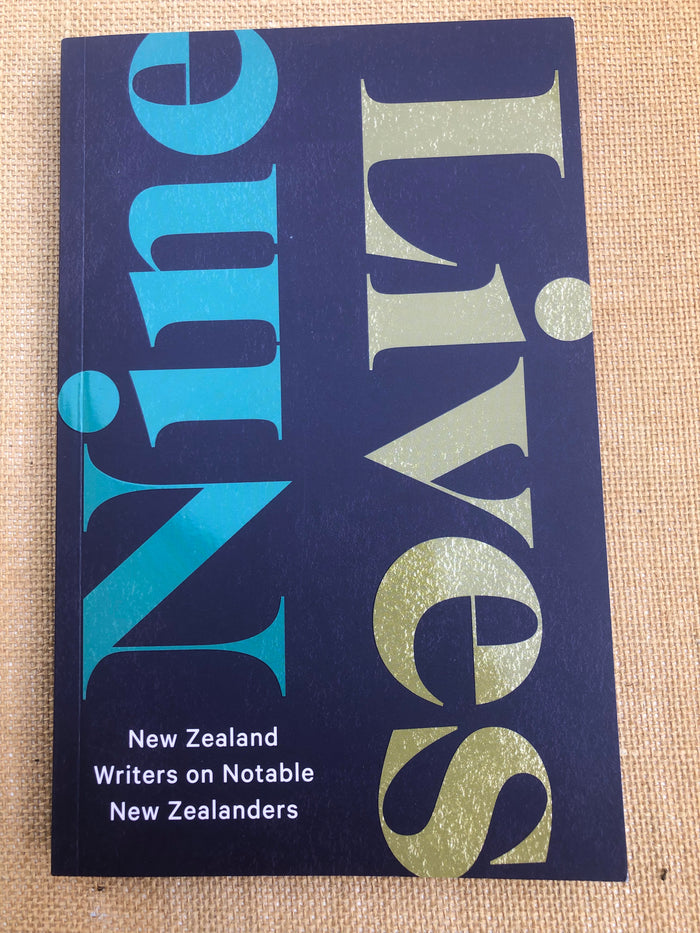 Nine
Lives
New Zealand
Writers on Notable
New Zealanders